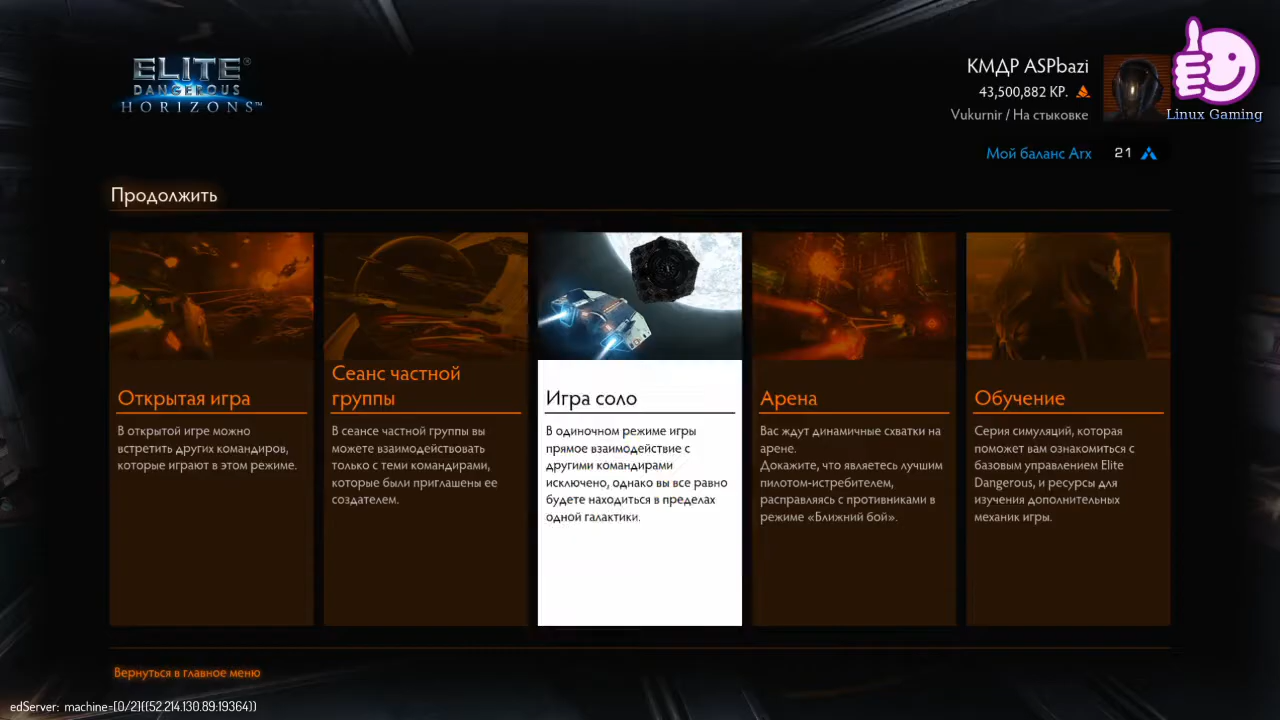 ELITE
DANGEROUS
HORIZONS™
КМДР ASPbazi
43,500,882 КР.
Vukurnir / На стыковке
Linux Gaming
Мой баланс Arx 21
Продолжить
Открытая игра
В открытой игре можно
встретить других командиров,
которые играют в этом режиме.
Сеанс частной
группы
В сеансе частной группы вы
можете взаимодействовать
только с теми командирами,
которые были приглашены ее
создателем.
Игра соло
В одиночном режиме игры
прямое взаимодействие с
другими командирами
исключено, однако вы все равно
будете находиться в пределах
одной галактики.
Арена
Вас ждут динамичные схватки на
арене.
Докажите, что являетесь лучшим
пилотом-истребителем,
расправляясь с противниками в
режиме «Ближний бой».
Обучение
Серия симуляций, которая
поможет вам ознакомиться с
базовым управлением Elite
Dangerous, и ресурсы для
изучения дополнительных
механик игры.
Вернуться в главное меню
edServer: machine-[0/2]{(52.214.130.89:19364)}